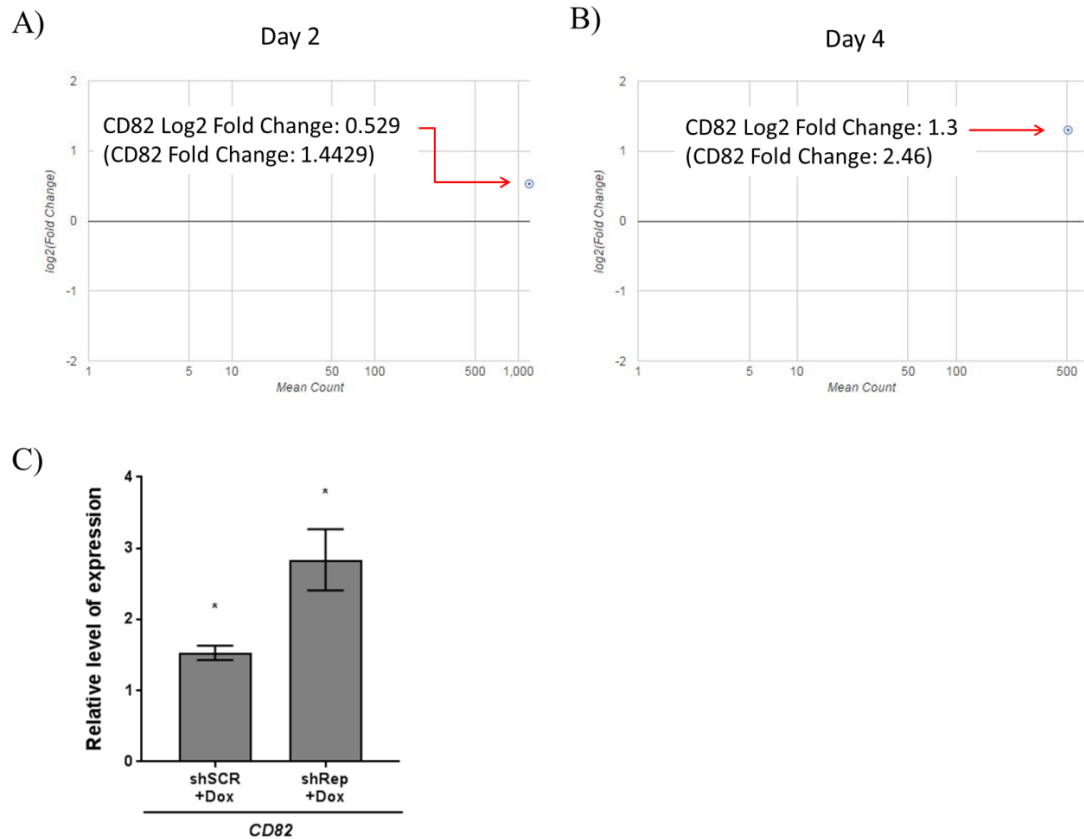 A)
Day 2
2
1
0
-1
-2
log2(Fold Change)
CD82 Log2 Fold Change: 0.529
(CD82 Fold Change: 1.4429)
1
5
10
50
100
500
1,000
Mean Count
B)
Day 4
2
1
0
-1
-2
log2(Fold Change)
CD82 Log2 Fold Change: 1.3
(CD82 Fold Change: 2.46)
1
5
10
50
100
500
Mean Count
C)
Relative level of expression
4
3
2
1
0
*
*
shSCR
+Dox
shRep
+Dox
CD82